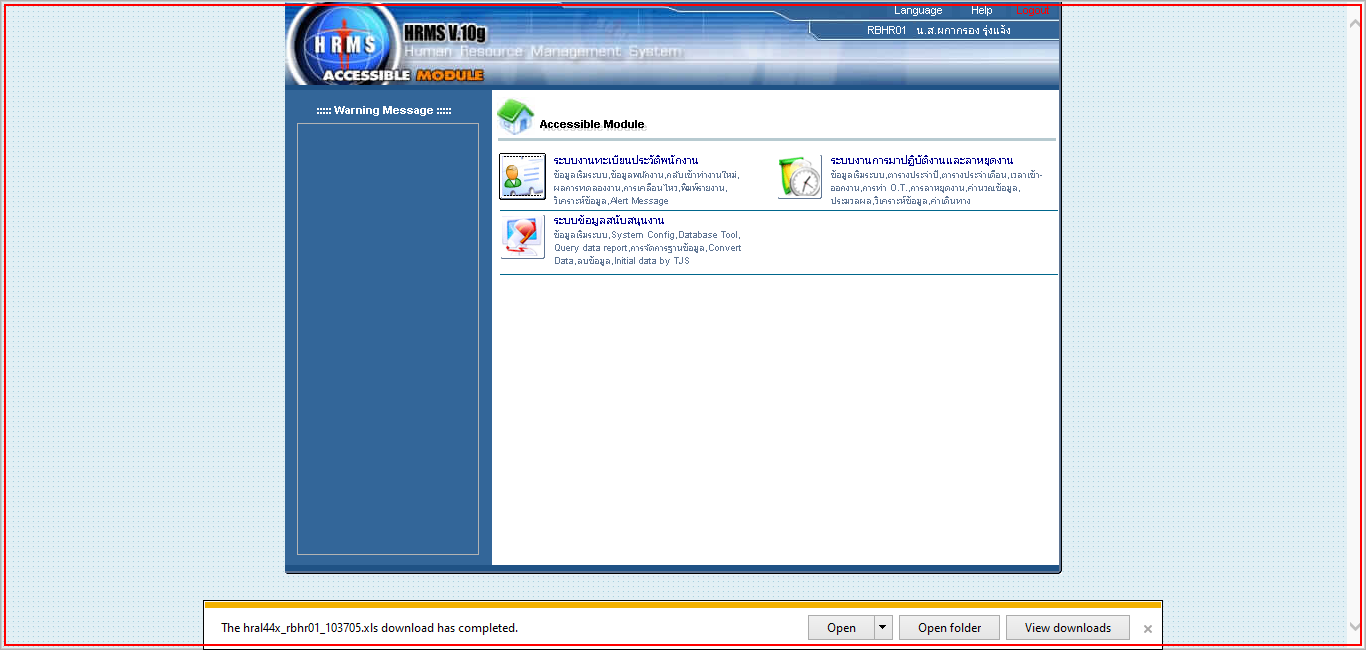 Language Help Logout
HRMS HRMS V.10g RBHR01 น.ส.ผกากรอง รุ่งแจ้ง
Human Resource Management System
ACCESSIBLE MODULE
::::: Warning Message :::::
Accessible Module
ระบบงานทะเบียนประวัติพนักงาน
ข้อมูลเริ่มระบบ,ข้อมูลพนักงาน,กลับเข้าทำงานใหม่,
ผลการทดลองงาน,การเคลื่อนไหว,พิมพ์รายงาน,
วิเคราะห์ข้อมูล,Alert Message
ระบบงานการมาปฏิบัติงานและลาหยุดงาน
ข้อมูลเริ่มระบบ,ตารางประจำปี,ตารางประจำเดือน,เวลาเข้า-
ออกงาน,การทำ O.T.,การลาหยุดงาน,คำนวณข้อมูล,
ประมวลผล,วิเคราะห์ข้อมูล,ค่าเดินทาง
ระบบข้อมูลสนับสนุนงาน
ข้อมูลเริ่มระบบ,System Config,Database Tool,
Query data report,การจัดการฐานข้อมูล,Convert
Data,ลบข้อมูล,Initial data by TJS
The hral44x_rbhr01_103705.xls download has completed.
Open
Open folder
View downloads